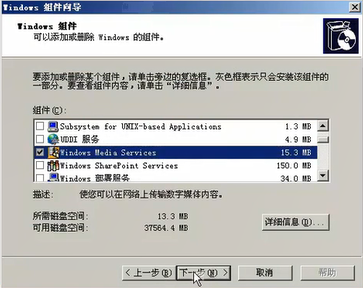 Windows 组件向导
Windows 组件
可以添加或删除 Windows 的组件。
要添加或删除某个组件，请单击旁边的复选框。灰色框表示只会安装该组件的
一部分。要查看组件内容，请单击“详细信息”。
组件(C):
Subsystem for UNIX-based Applications 1.3 MB
UDDI 服务 4.9 MB
Windows Media Services 15.3 MB
Windows SharePoint Services 150.0 MB
Windows 部署服务 34.0 MB
描述: 使您可以在网络上传输数字媒体内容。
所需磁盘空间: 13.3 MB
可用磁盘空间: 37564.4 MB
详细信息(D)...
< 上一步(B) 下一步(N) > 取消 帮助